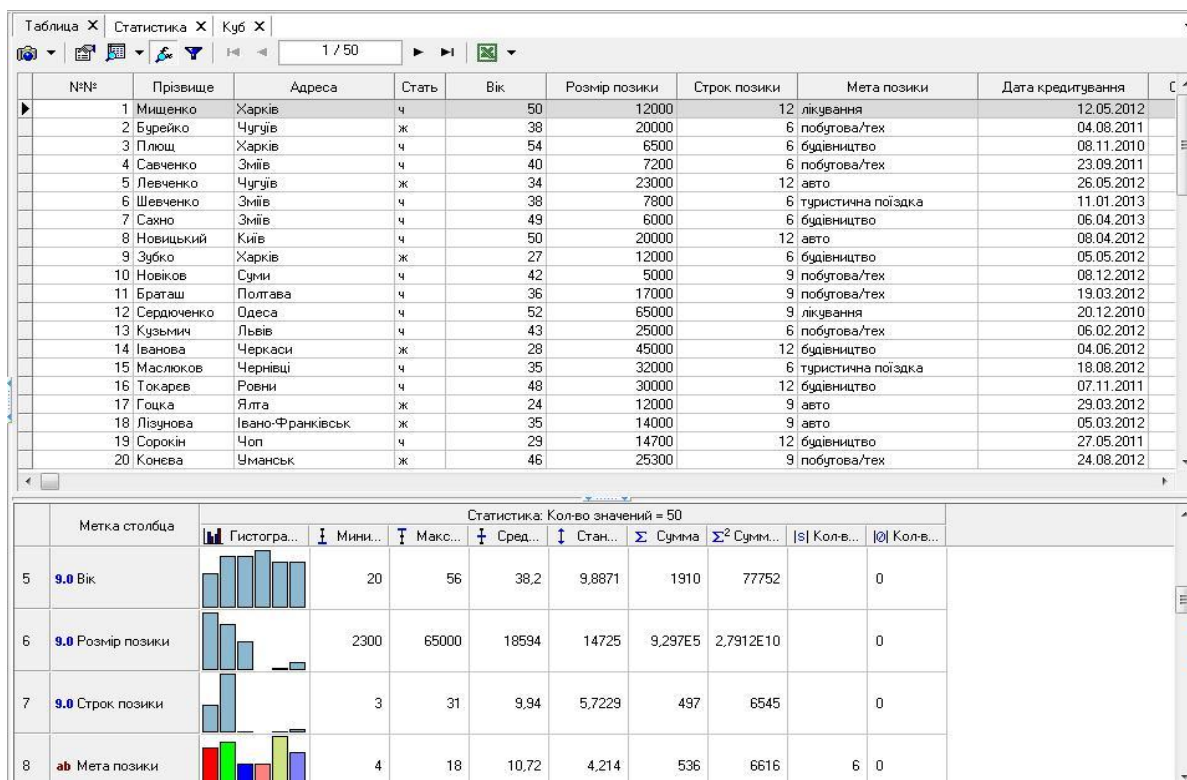 Таблица X Статистика X Куб X
1 / 50
№№ Прізвище Адреса Стать Вік Розмір позики Строк позики Мета позики Дата кредитування С
1 Мищенко Харків ч 50 12000 12 лікування 12.05.2012
2 Бурейко Чугуїв ж 38 20000 6 побутова/тех 04.08.2011
3 Плющ Харків ч 54 6500 6 будівництво 08.11.2010
4 Савченко Зміїв ч 40 7200 6 побутова/тех 23.09.2011
5 Левченко Чугуїв ж 34 23000 12 авто 26.05.2012
6 Шевченко Зміїв ч 38 7800 6 туристична поїздка 11.01.2013
7 Сахно Зміїв ч 49 6000 6 будівництво 06.04.2013
8 Новицький Київ ч 50 20000 12 авто 08.04.2012
9 Зубко Харків ж 27 12000 6 будівництво 05.05.2012
10 Новіков Суми ч 42 5000 9 побутова/тех 08.12.2012
11 Браташ Полтава ч 36 17000 9 побутова/тех 19.03.2012
12 Сердюченко Одеса ч 52 65000 9 лікування 20.12.2010
13 Кузьмич Львів ч 43 25000 6 побутова/тех 06.02.2012
14 Іванова Черкаси ж 28 45000 12 будівництво 04.06.2012
15 Маслюков Чернівці ч 35 32000 6 туристична поїздка 18.08.2012
16 Токарєв Ровни ч 48 30000 12 будівництво 07.11.2011
17 Гоцка Ялта ж 24 12000 9 авто 29.03.2012
18 Лізунова Івано-Франківськ ж 35 14000 9 авто 05.03.2012
19 Сорокін Чоп ч 29 14700 12 будівництво 27.05.2011
20 Конєва Уманськ ж 46 25300 9 побутова/тех 24.08.2012
Метка столбца Статистика: Кол-во значений = 50
Гистогра... Мини... Макс... Сред... Стан... Σ Сумма Σ² Сумм... |s| Кол-в... |∅| Кол-в...
5 9.0 Вік 20 56 38,2 9,8871 1910 77752 0
6 9.0 Розмір позики 2300 65000 18594 14725 9,297E5 2,7912E10 0
7 9.0 Строк позики 3 31 9,94 5,7229 497 6545 0
8 ab Мета позики 4 18 10,72 4,214 536 6616 6 0